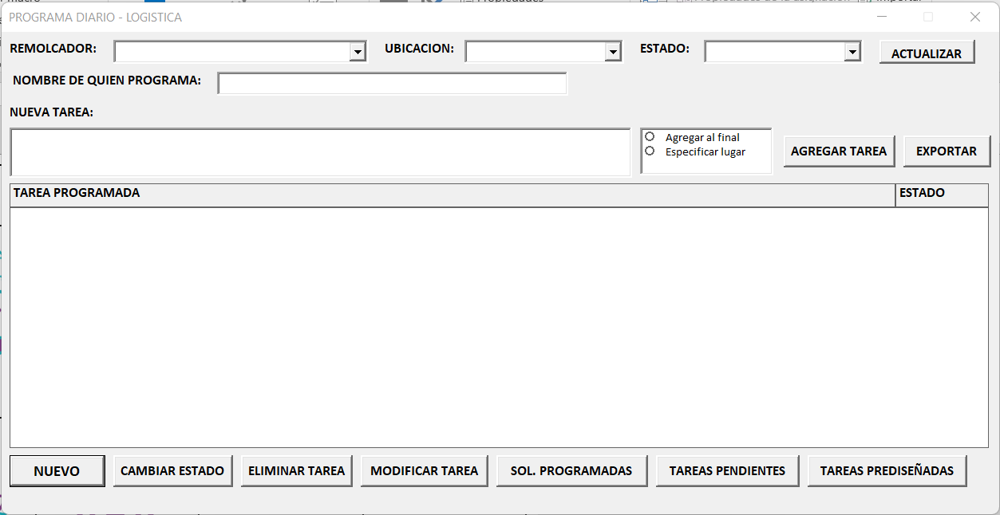 PROGRAMA DIARIO - LOGISTICA
REMOLCADOR: UBICACION: ESTADO: ACTUALIZAR
NOMBRE DE QUIEN PROGRAMA:
NUEVA TAREA:
Agregar al final
Especificar lugar
AGREGAR TAREA EXPORTAR
TAREA PROGRAMADA ESTADO
NUEVO CAMBIAR ESTADO ELIMINAR TAREA MODIFICAR TAREA SOL. PROGRAMADAS TAREAS PENDIENTES TAREAS PREDISEÑADAS